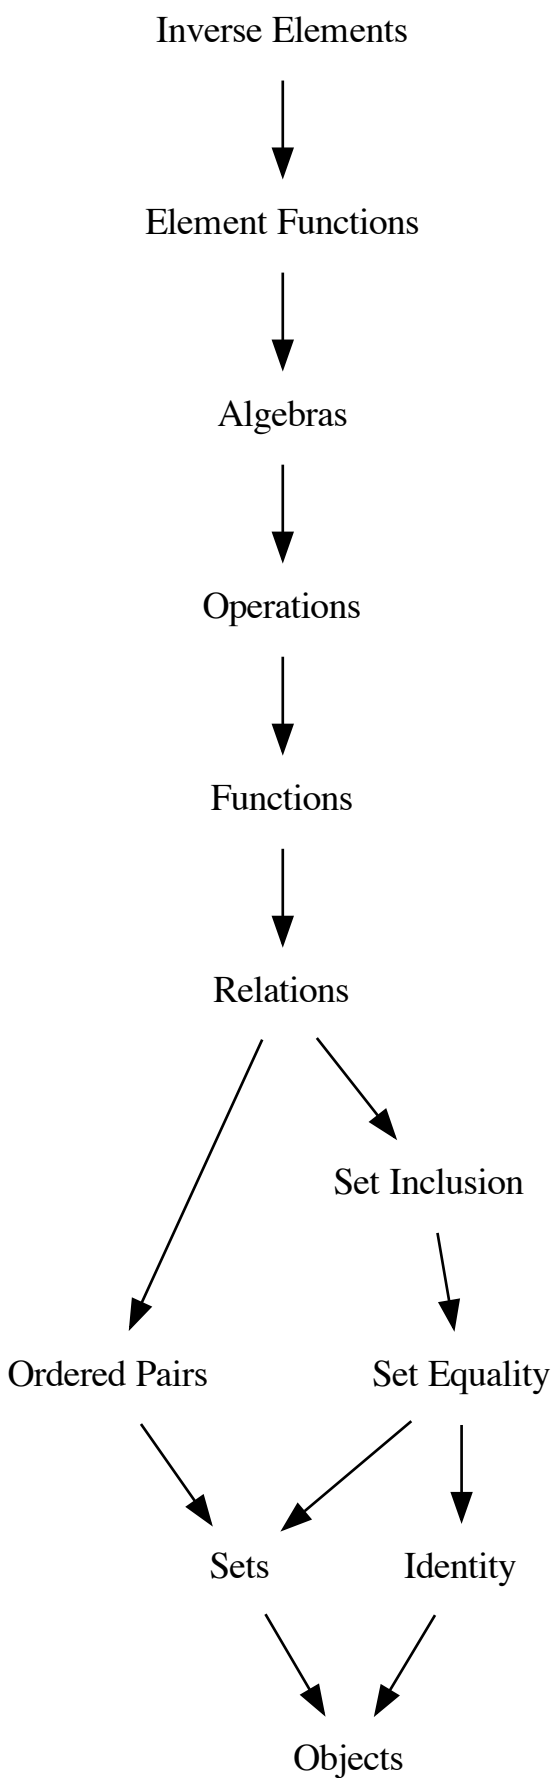 Inverse Elements
Element Functions
Algebras
Operations
Functions
Relations
Set Inclusion
Ordered Pairs
Set Equality
Sets
Identity
Objects